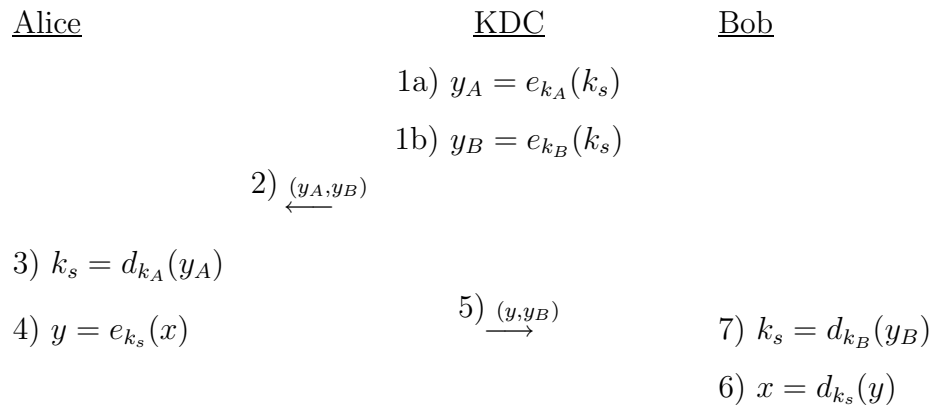 Alice KDC Bob
1a) y_A = e_{k_A}(k_s)
1b) y_B = e_{k_B}(k_s)
2) (y_A,y_B) ←
3) k_s = d_{k_A}(y_A)
4) y = e_{k_s}(x) 5) (y,y_B) → 7) k_s = d_{k_B}(y_B)
6) x = d_{k_s}(y)